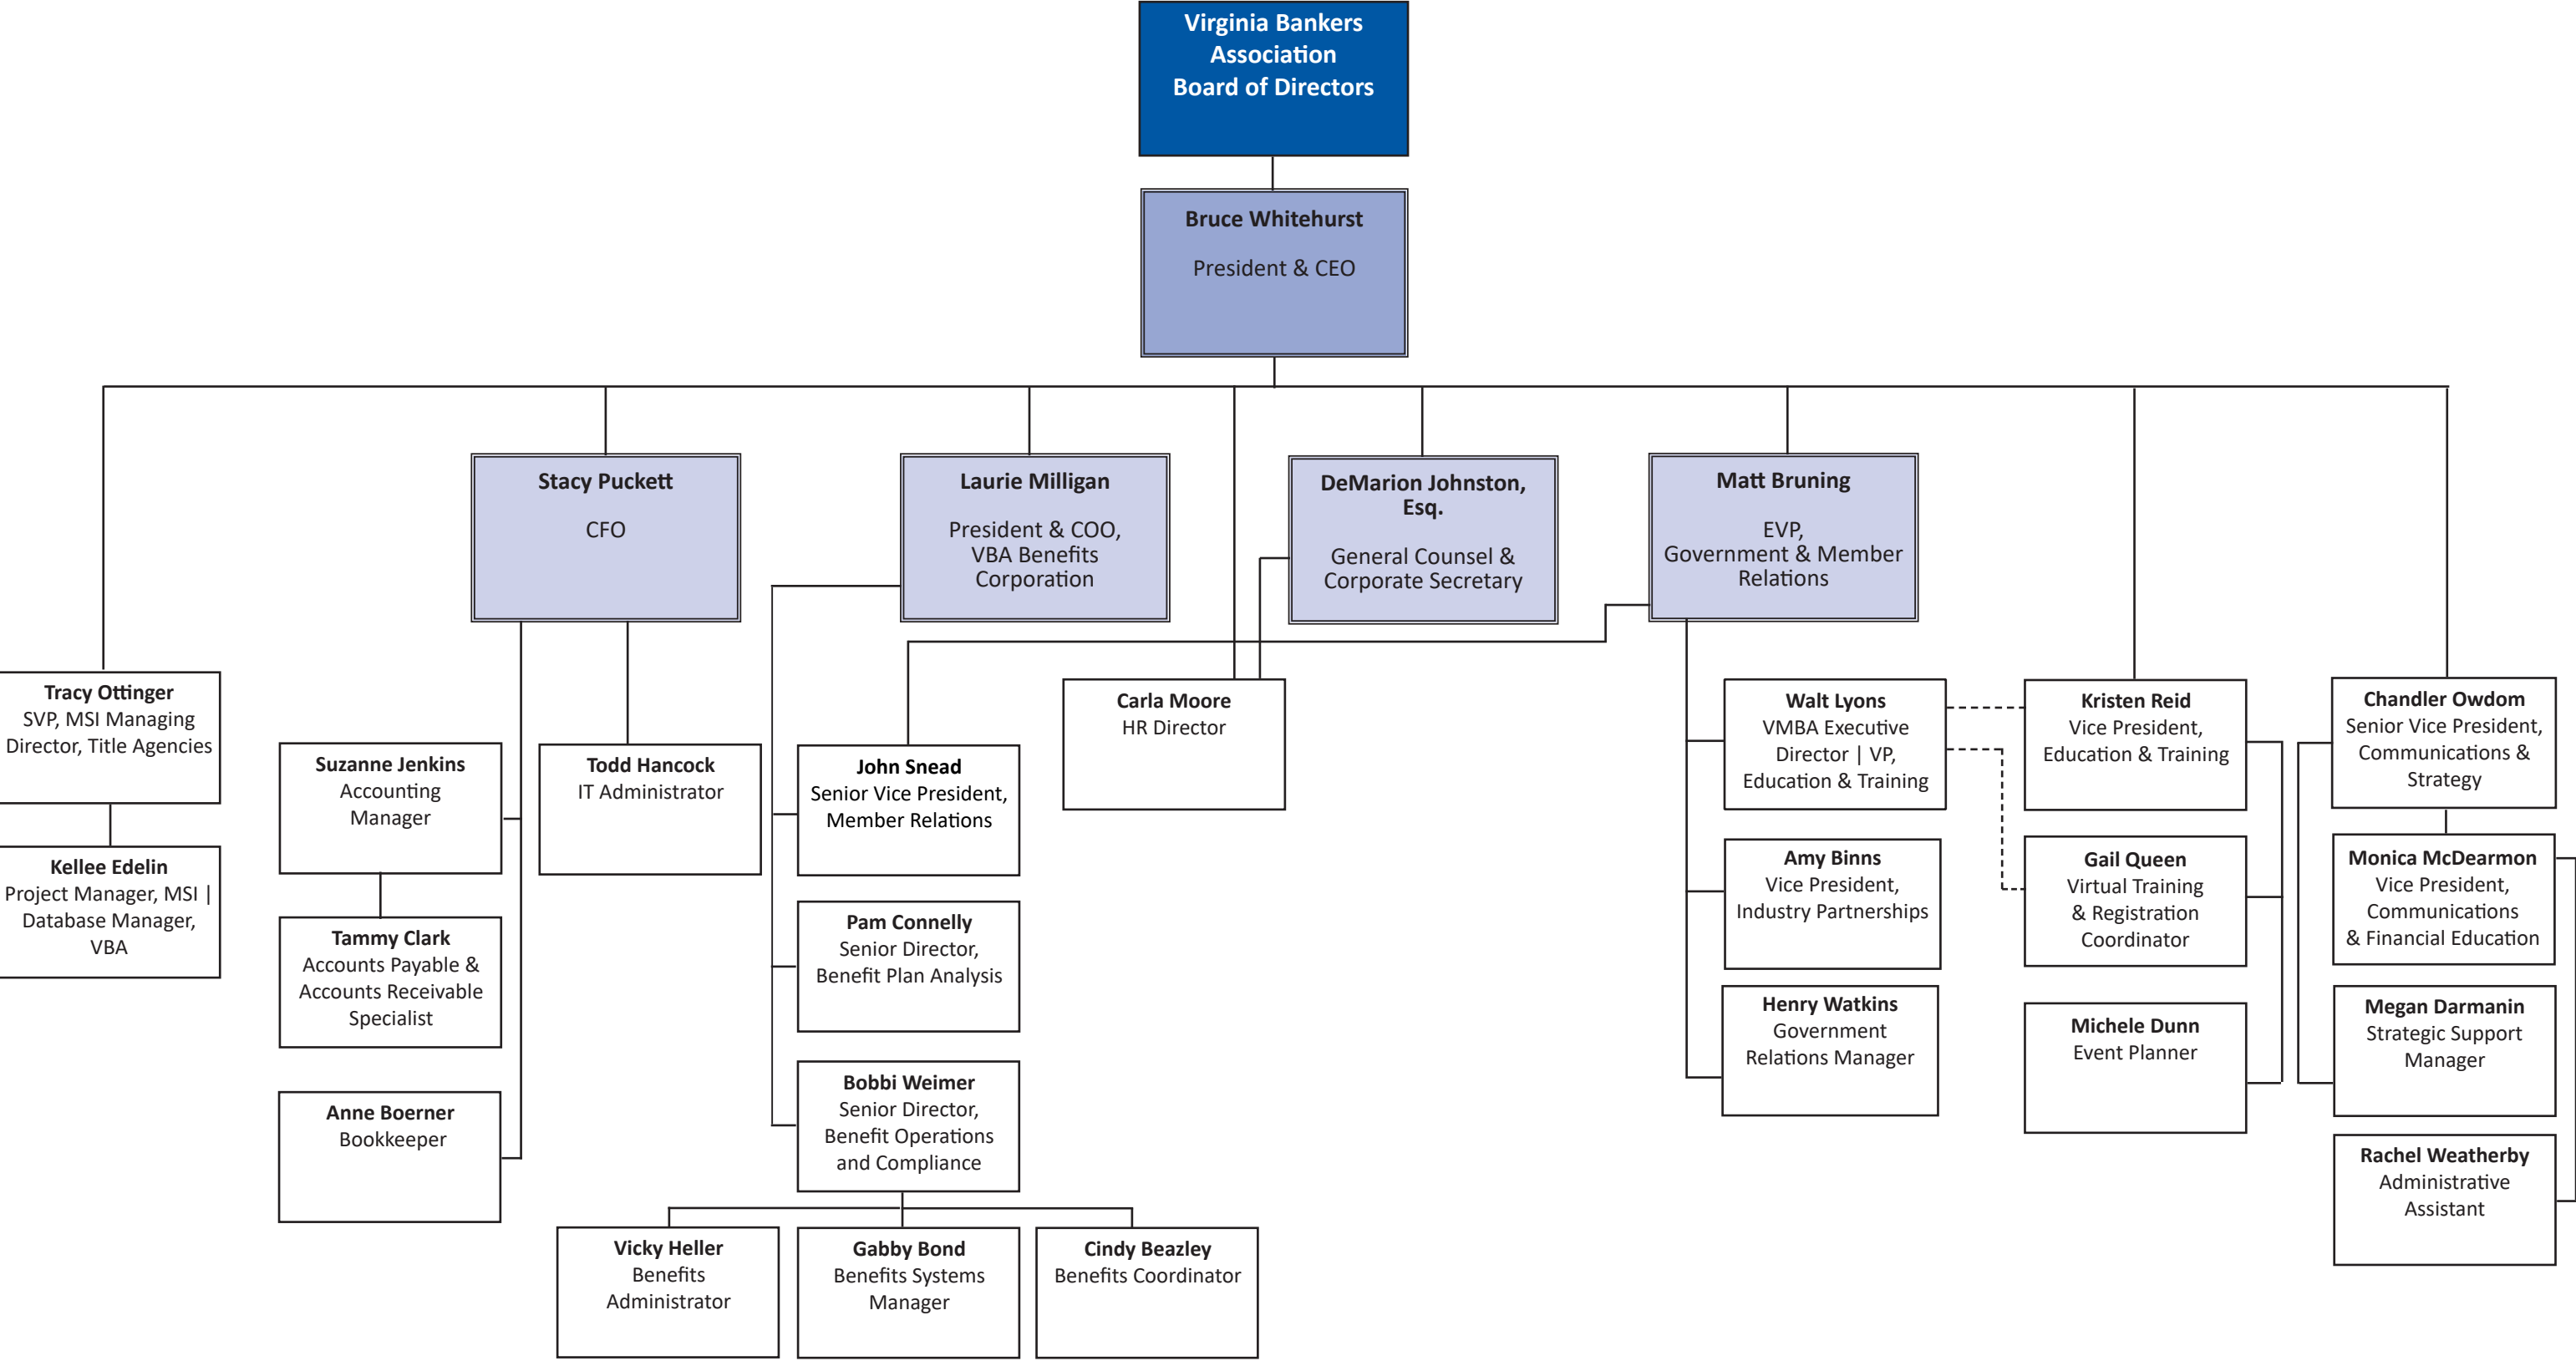 Virginia Bankers
Association
Board of Directors
Bruce Whitehurst
President & CEO
Stacy Puckett
CFO
Laurie Milligan
President & COO,
VBA Benefits
Corporation
DeMarion Johnston,
Esq.
General Counsel &
Corporate Secretary
Matt Bruning
EVP,
Government & Member
Relations
Tracy Ottinger
SVP, MSI Managing
Director, Title Agencies
Kellee Edelin
Project Manager, MSI |
Database Manager,
VBA
Suzanne Jenkins
Accounting
Manager
Tammy Clark
Accounts Payable &
Accounts Receivable
Specialist
Anne Boerner
Bookkeeper
Todd Hancock
IT Administrator
John Snead
Senior Vice President,
Member Relations
Pam Connelly
Senior Director,
Benefit Plan Analysis
Bobbi Weimer
Senior Director,
Benefit Operations
and Compliance
Vicky Heller
Benefits
Administrator
Gabby Bond
Benefits Systems
Manager
Cindy Beazley
Benefits Coordinator
Carla Moore
HR Director
Walt Lyons
VMBA Executive
Director | VP,
Education & Training
Amy Binns
Vice President,
Industry Partnerships
Henry Watkins
Government
Relations Manager
Kristen Reid
Vice President,
Education & Training
Gail Queen
Virtual Training
& Registration
Coordinator
Michele Dunn
Event Planner
Chandler Owdom
Senior Vice President,
Communications &
Strategy
Monica McDearmon
Vice President,
Communications
& Financial Education
Megan Darmanin
Strategic Support
Manager
Rachel Weatherby
Administrative
Assistant